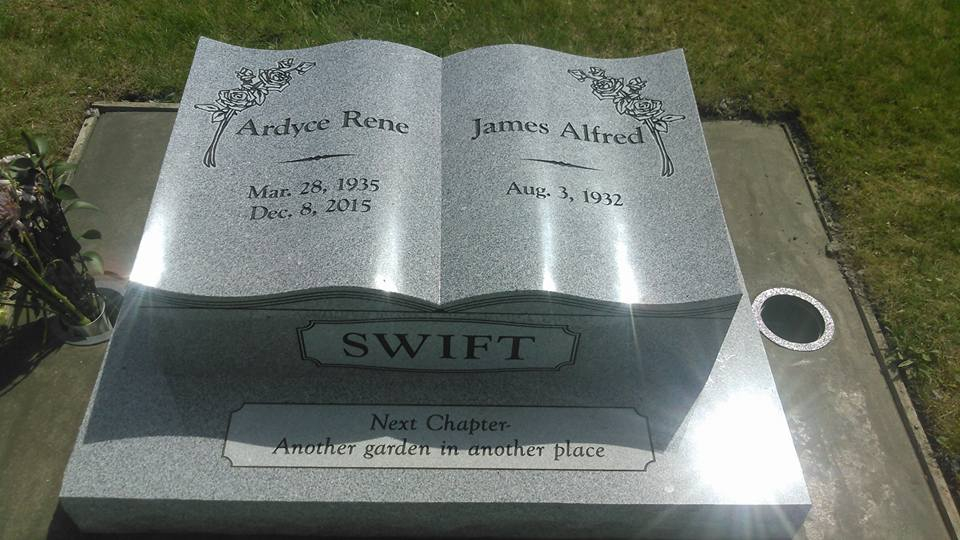 Ardyce Rene
Mar. 28, 1935
Dec. 8, 2015
James Alfred
Aug. 3, 1932
SWIFT
Next Chapter-
Another garden in another place